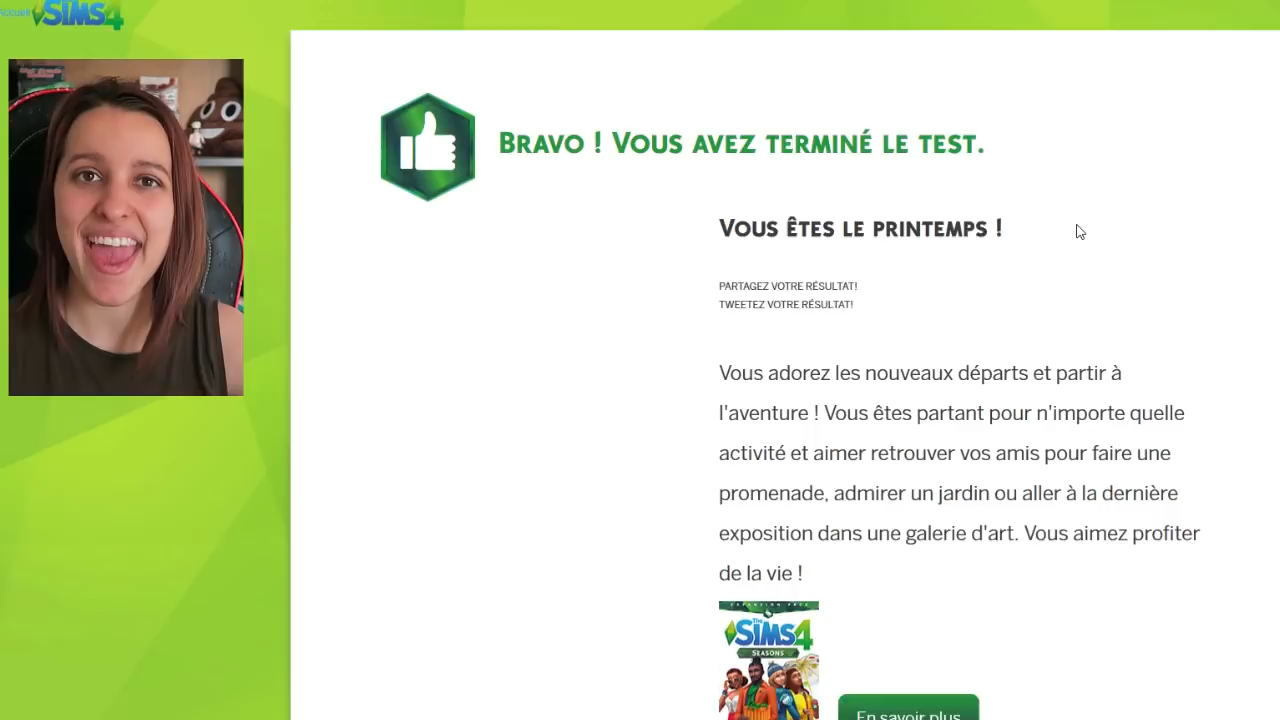 Accueil
SIMS4
BRAVO ! VOUS AVEZ TERMINÉ LE TEST.
VOUS ÊTES LE PRINTEMPS !
PARTAGEZ VOTRE RÉSULTAT!
TWEETEZ VOTRE RÉSULTAT!
Vous adorez les nouveaux départs et partir à
l'aventure ! Vous êtes partant pour n'importe quelle
activité et aimer retrouver vos amis pour faire une
promenade, admirer un jardin ou aller à la dernière
exposition dans une galerie d'art. Vous aimez profiter
de la vie !
EXPANSION PACK
The
SIMS4
SEASONS
En savoir plus